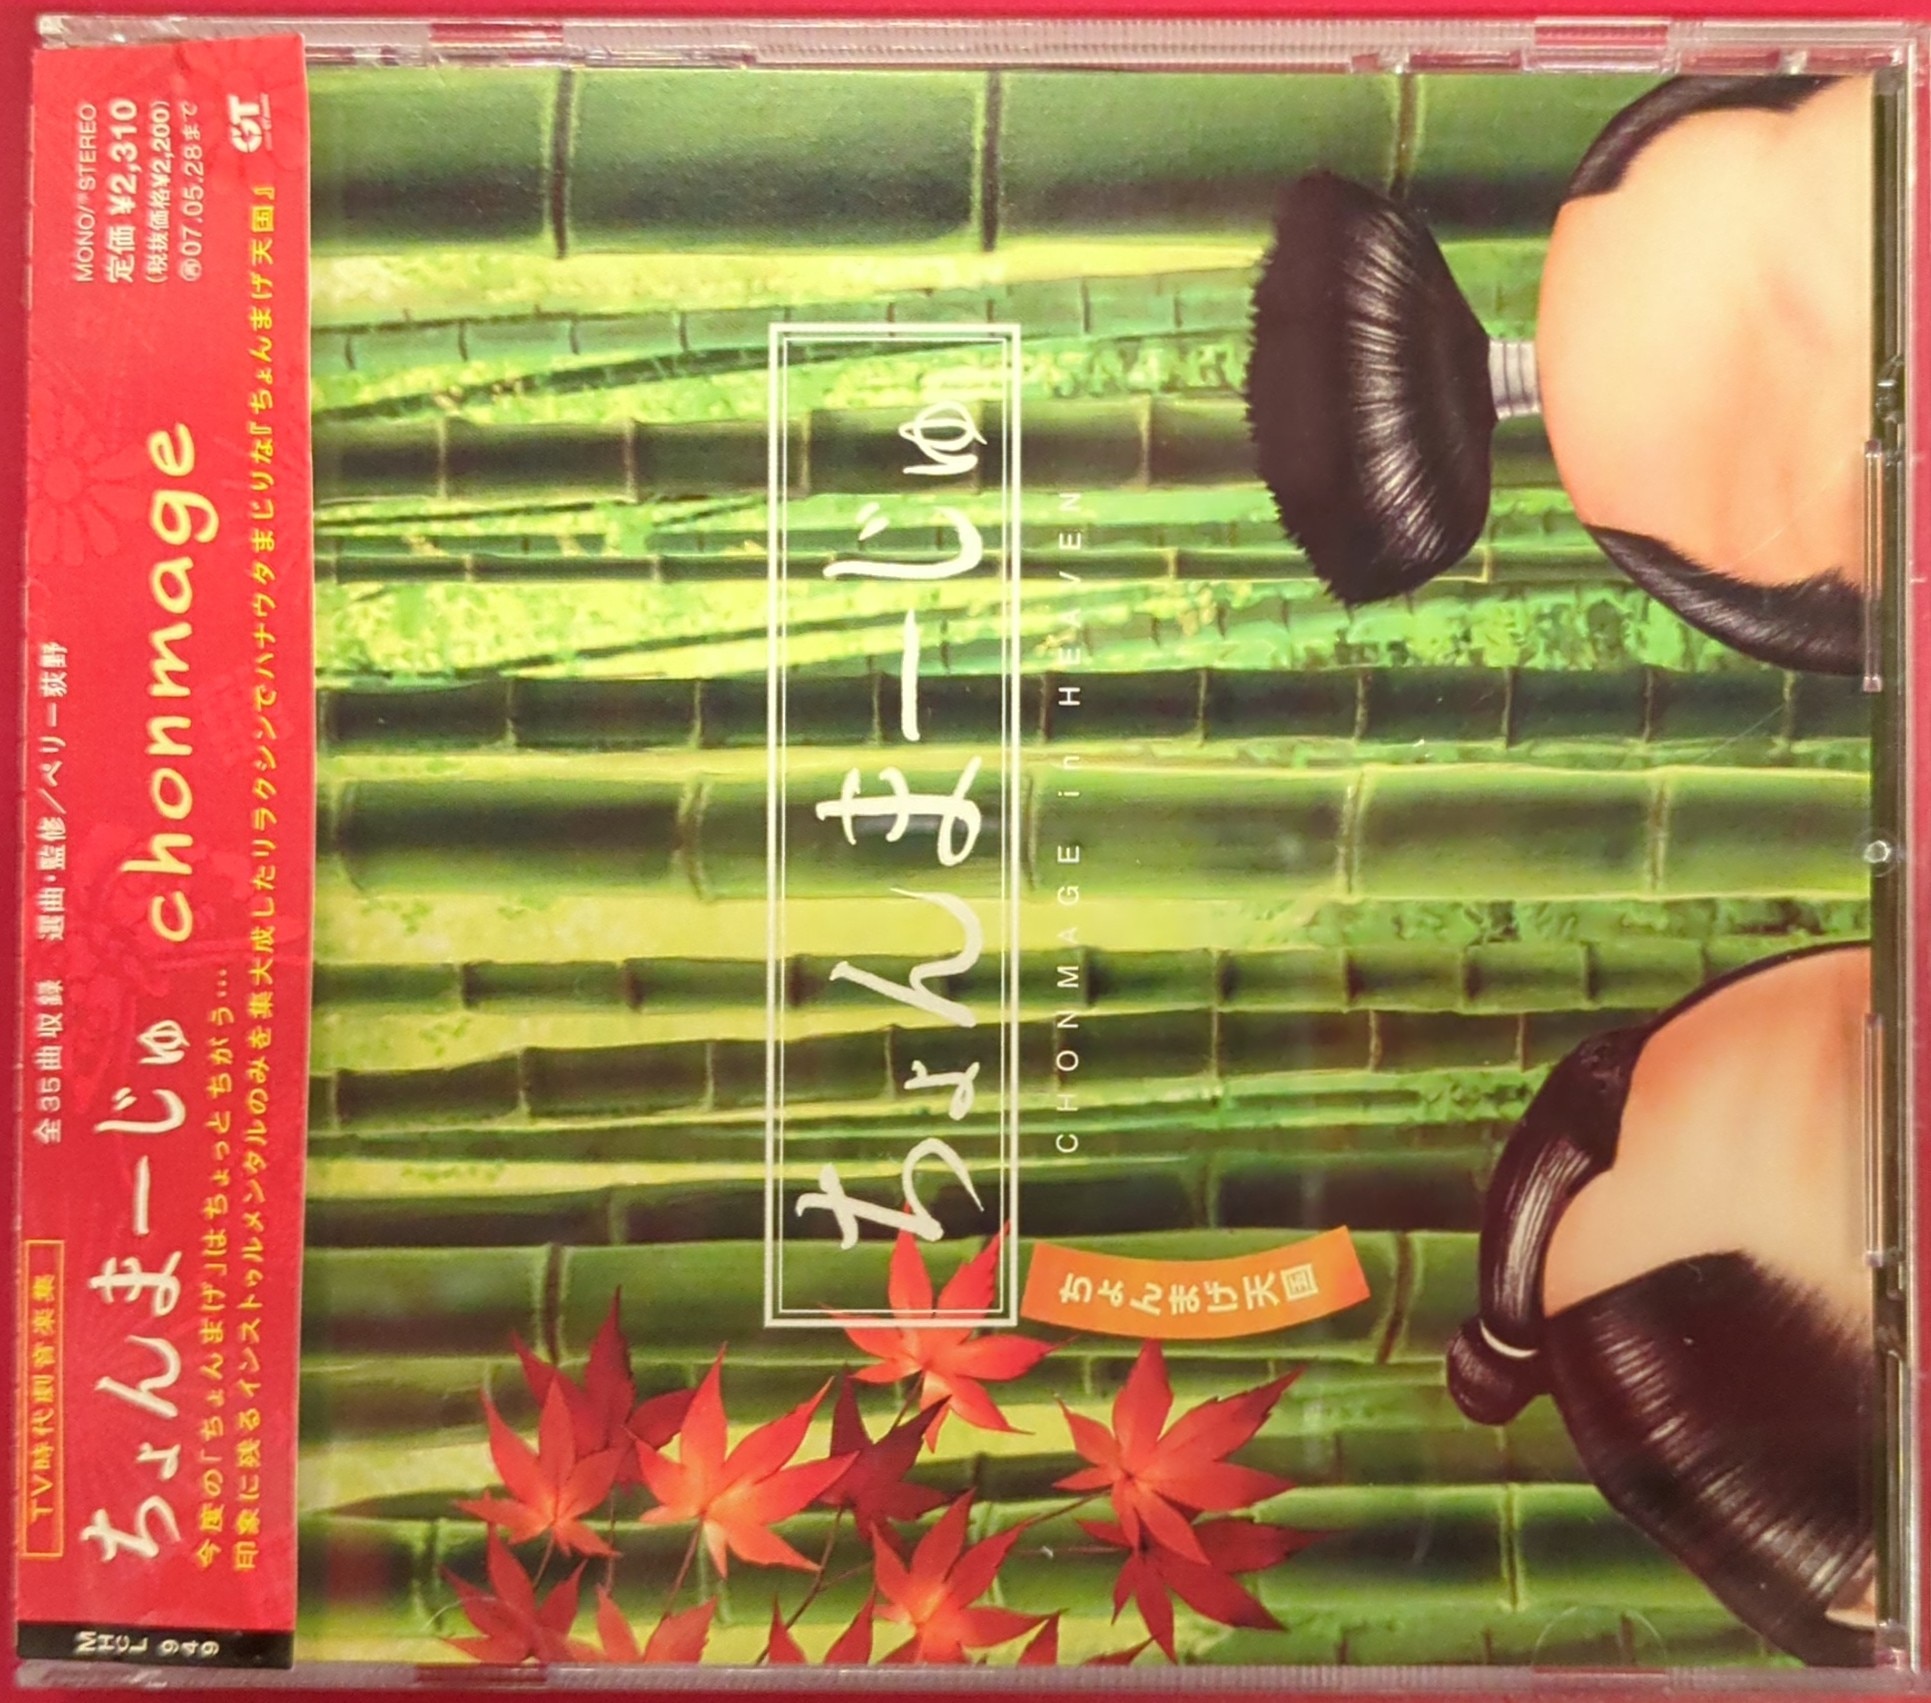 TV時代劇音楽集
全35曲収録 選曲・監修／ペリー荻野
ちょんまーじゅ chonmage
今度の「ちょんまげ」はちょっとちがう…
印象に残るインストゥルメンタルのみを集大成したリラクシンでハナウタまじりな『ちょんまげ天国』
MONO/*STEREO
定価 ¥2,310
(税抜価格¥2,200)
㊢07.05.28まで
GT
MHCL 949
ちょんまーじゅ
CHONMAGE in HEAVEN
ちょんまげ天国